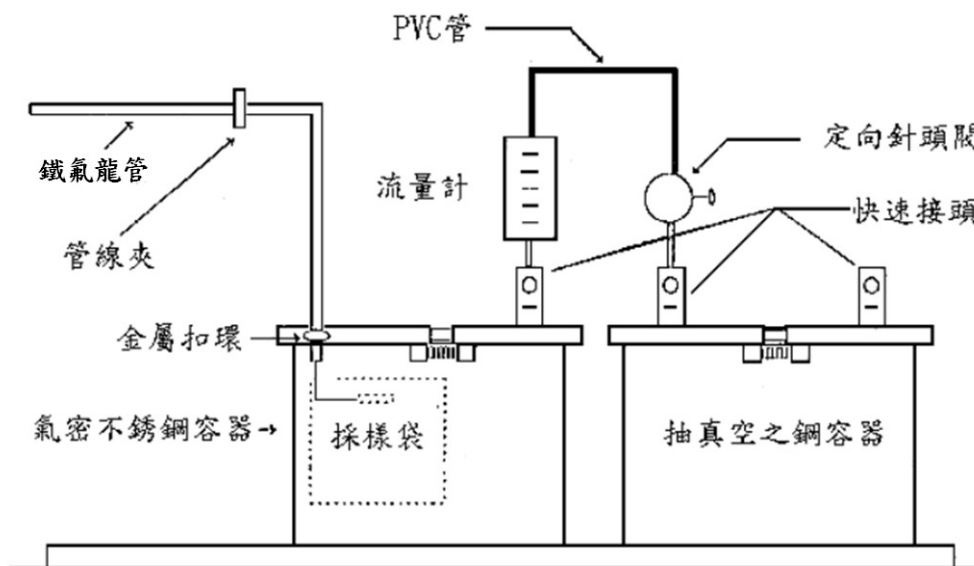 PVC管
鐵氟龍管
管線夾
流量計
定向針頭閥
快速接頭
金屬扣環
氣密不銹鋼容器→
採樣袋
抽真空之鋼容器